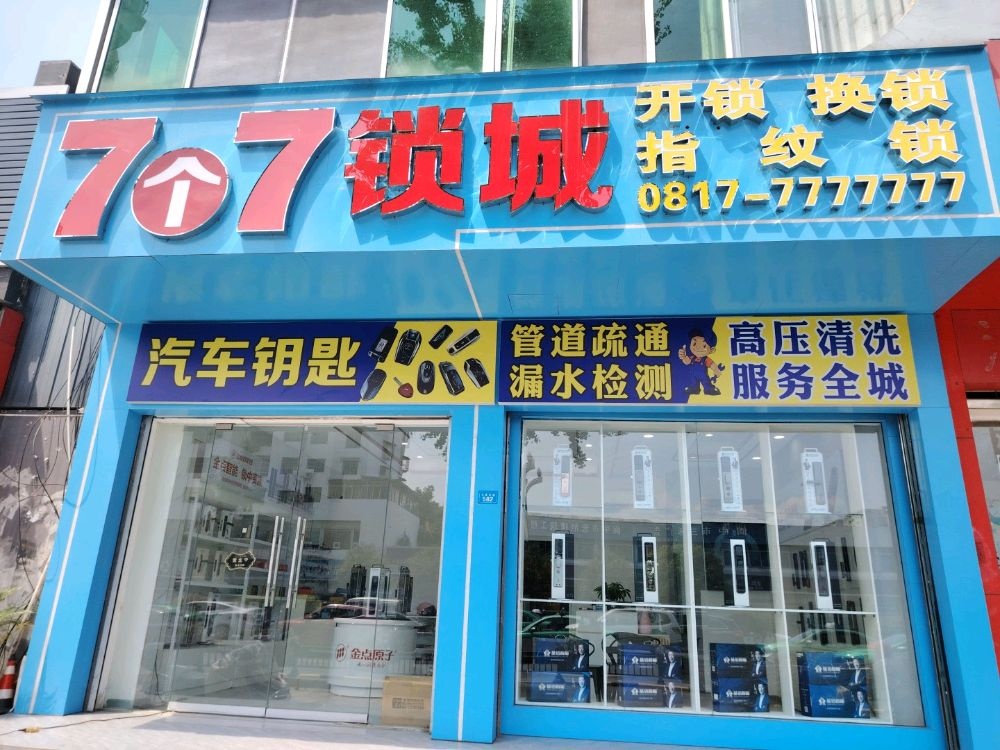 7个7锁城
开锁 换锁
指纹锁
0817-7777777
汽车钥匙
管道疏通
漏水检测
高压清洗
服务全城
147
金点原子